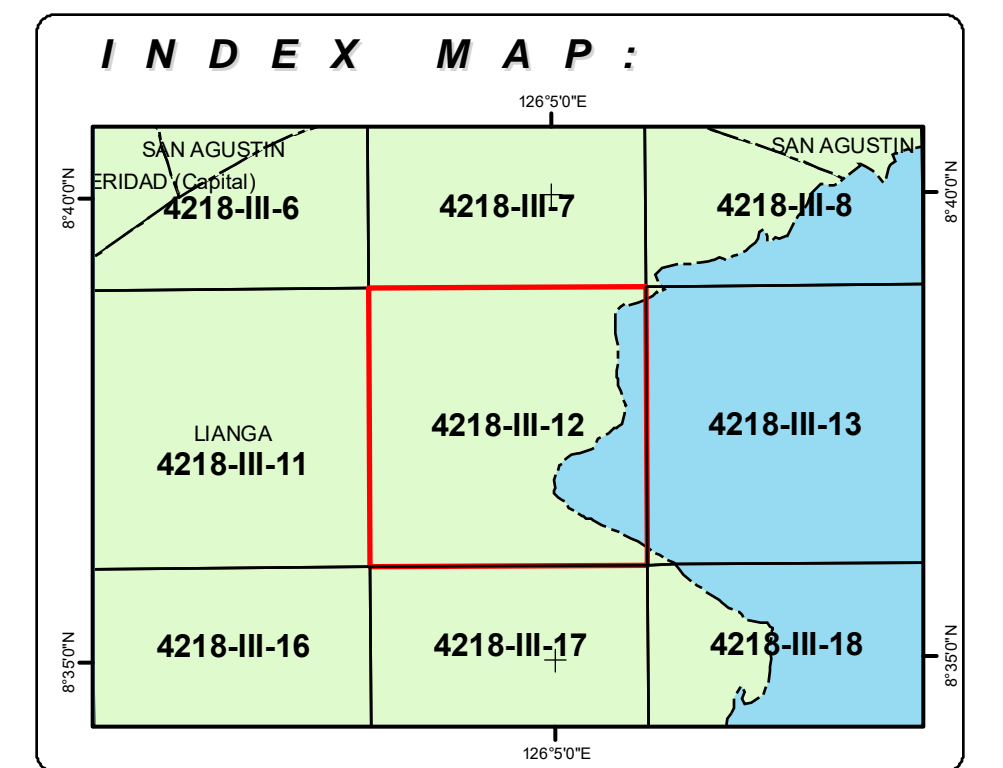 INDEX MAP:
126°5'0"E
SAN AGUSTIN
SAN AGUSTIN
ERIDAD (Capital)
8°40'0"N
8°40'0"N
4218-III-6
4218-III-7
4218-III-8
LIANGA
4218-III-11
4218-III-12
4218-III-13
8°35'0"N
8°35'0"N
4218-III-16
4218-III-17
4218-III-18
126°5'0"E